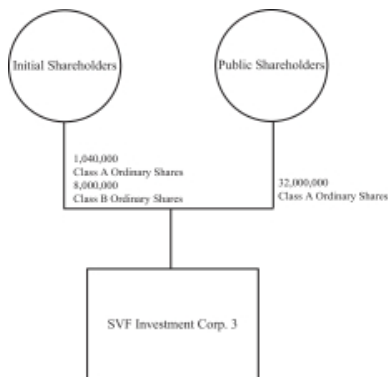 Initial Shareholders
Public Shareholders
1,040,000
Class A Ordinary Shares
8,000,000
Class B Ordinary Shares
32,000,000
Class A Ordinary Shares
SVF Investment Corp. 3